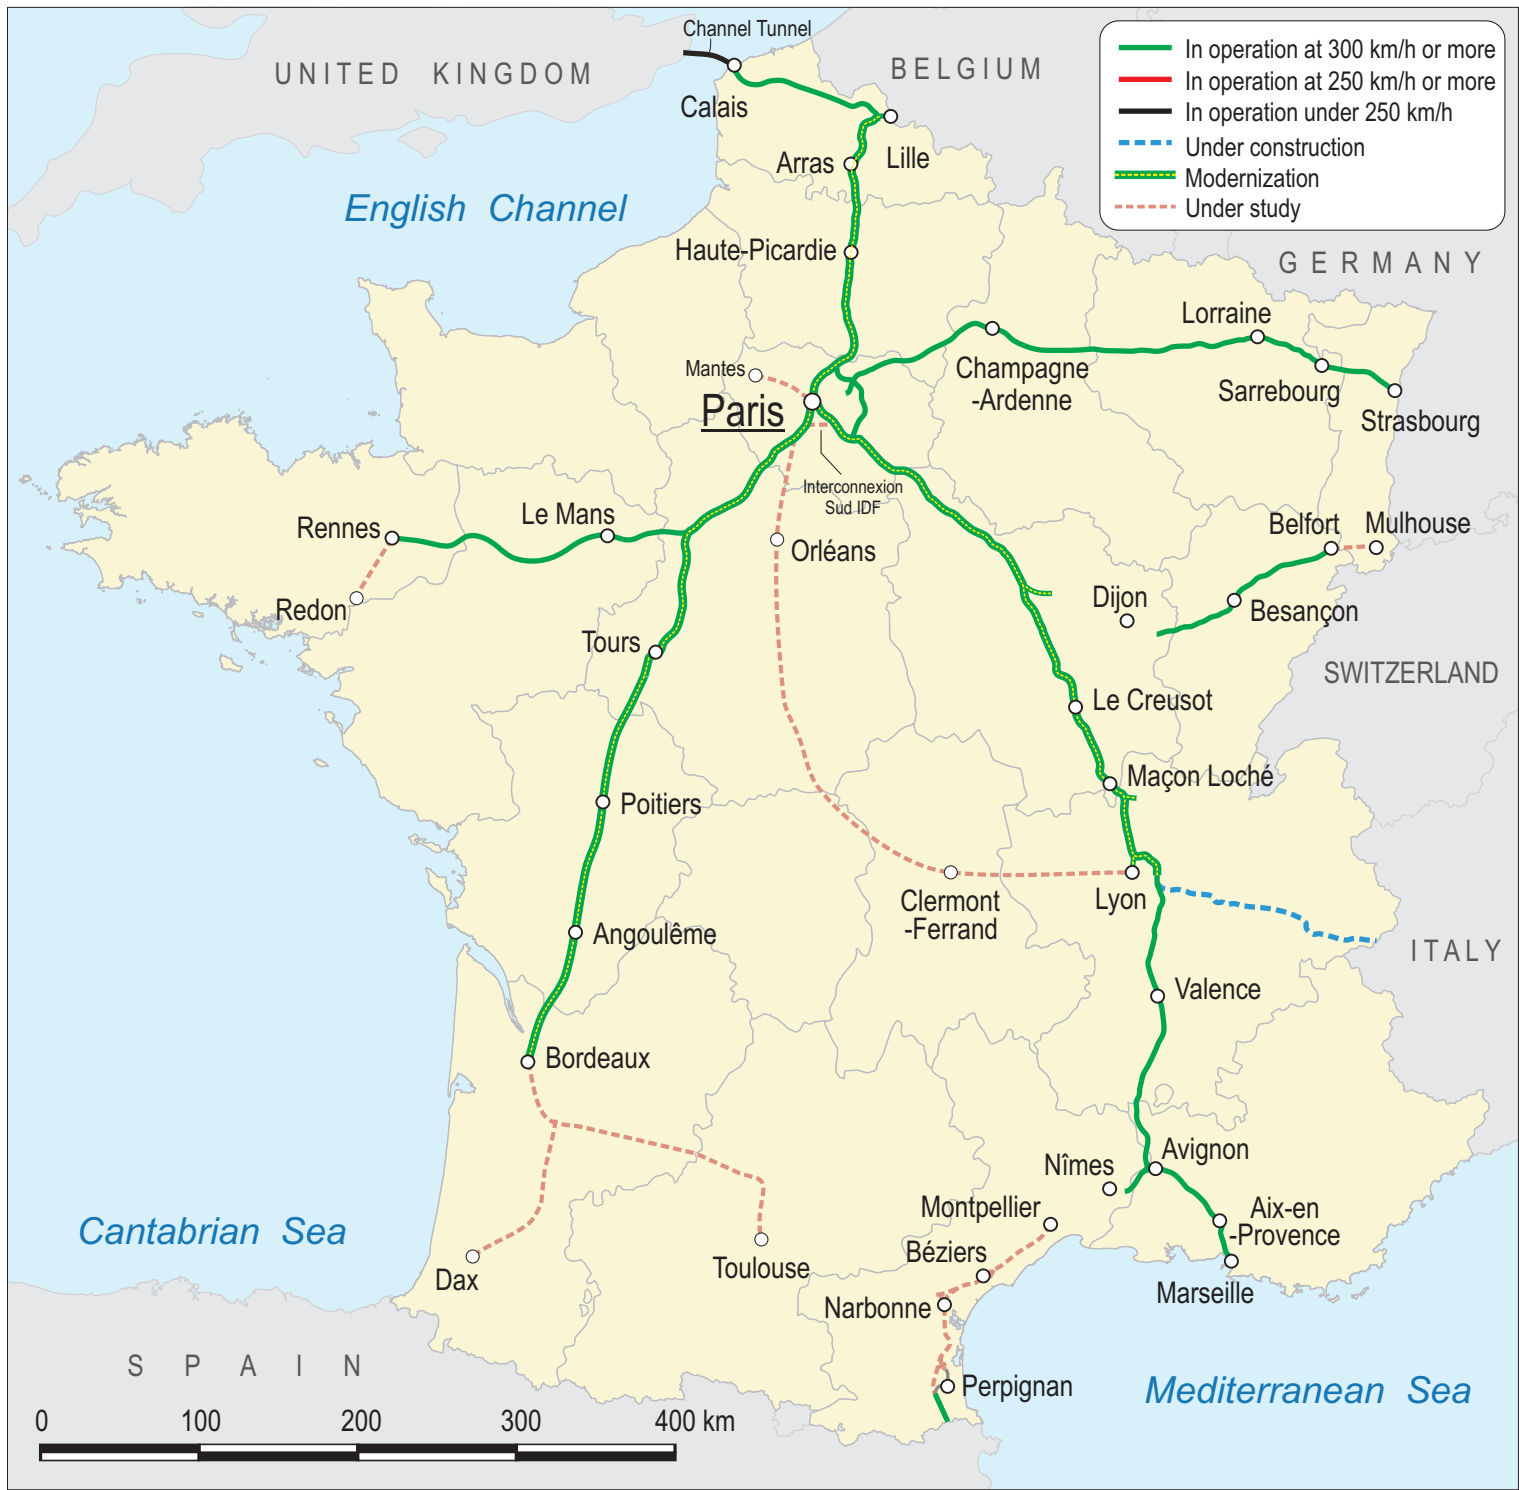 Channel Tunnel
UNITED KINGDOM
BELGIUM
In operation at 300 km/h or more
In operation at 250 km/h or more
In operation under 250 km/h
Under construction
Modernization
Under study
Calais
Arras
Lille
English Channel
Haute-Picardie
GERMANY
Lorraine
Mantes
Champagne
-Ardenne
Sarrebourg
Paris
Strasbourg
Interconnexion
Sud IDF
Rennes
Le Mans
Orléans
Belfort
Mulhouse
Redon
Dijon
Besançon
Tours
SWITZERLAND
Le Creusot
Maçon Loché
Poitiers
Clermont
-Ferrand
Lyon
Angoulême
ITALY
Valence
Bordeaux
Avignon
Nîmes
Montpellier
Aix-en
-Provence
Cantabrian Sea
Béziers
Toulouse
Dax
Marseille
Narbonne
SPAIN
Perpignan
Mediterranean Sea
0 100 200 300 400 km